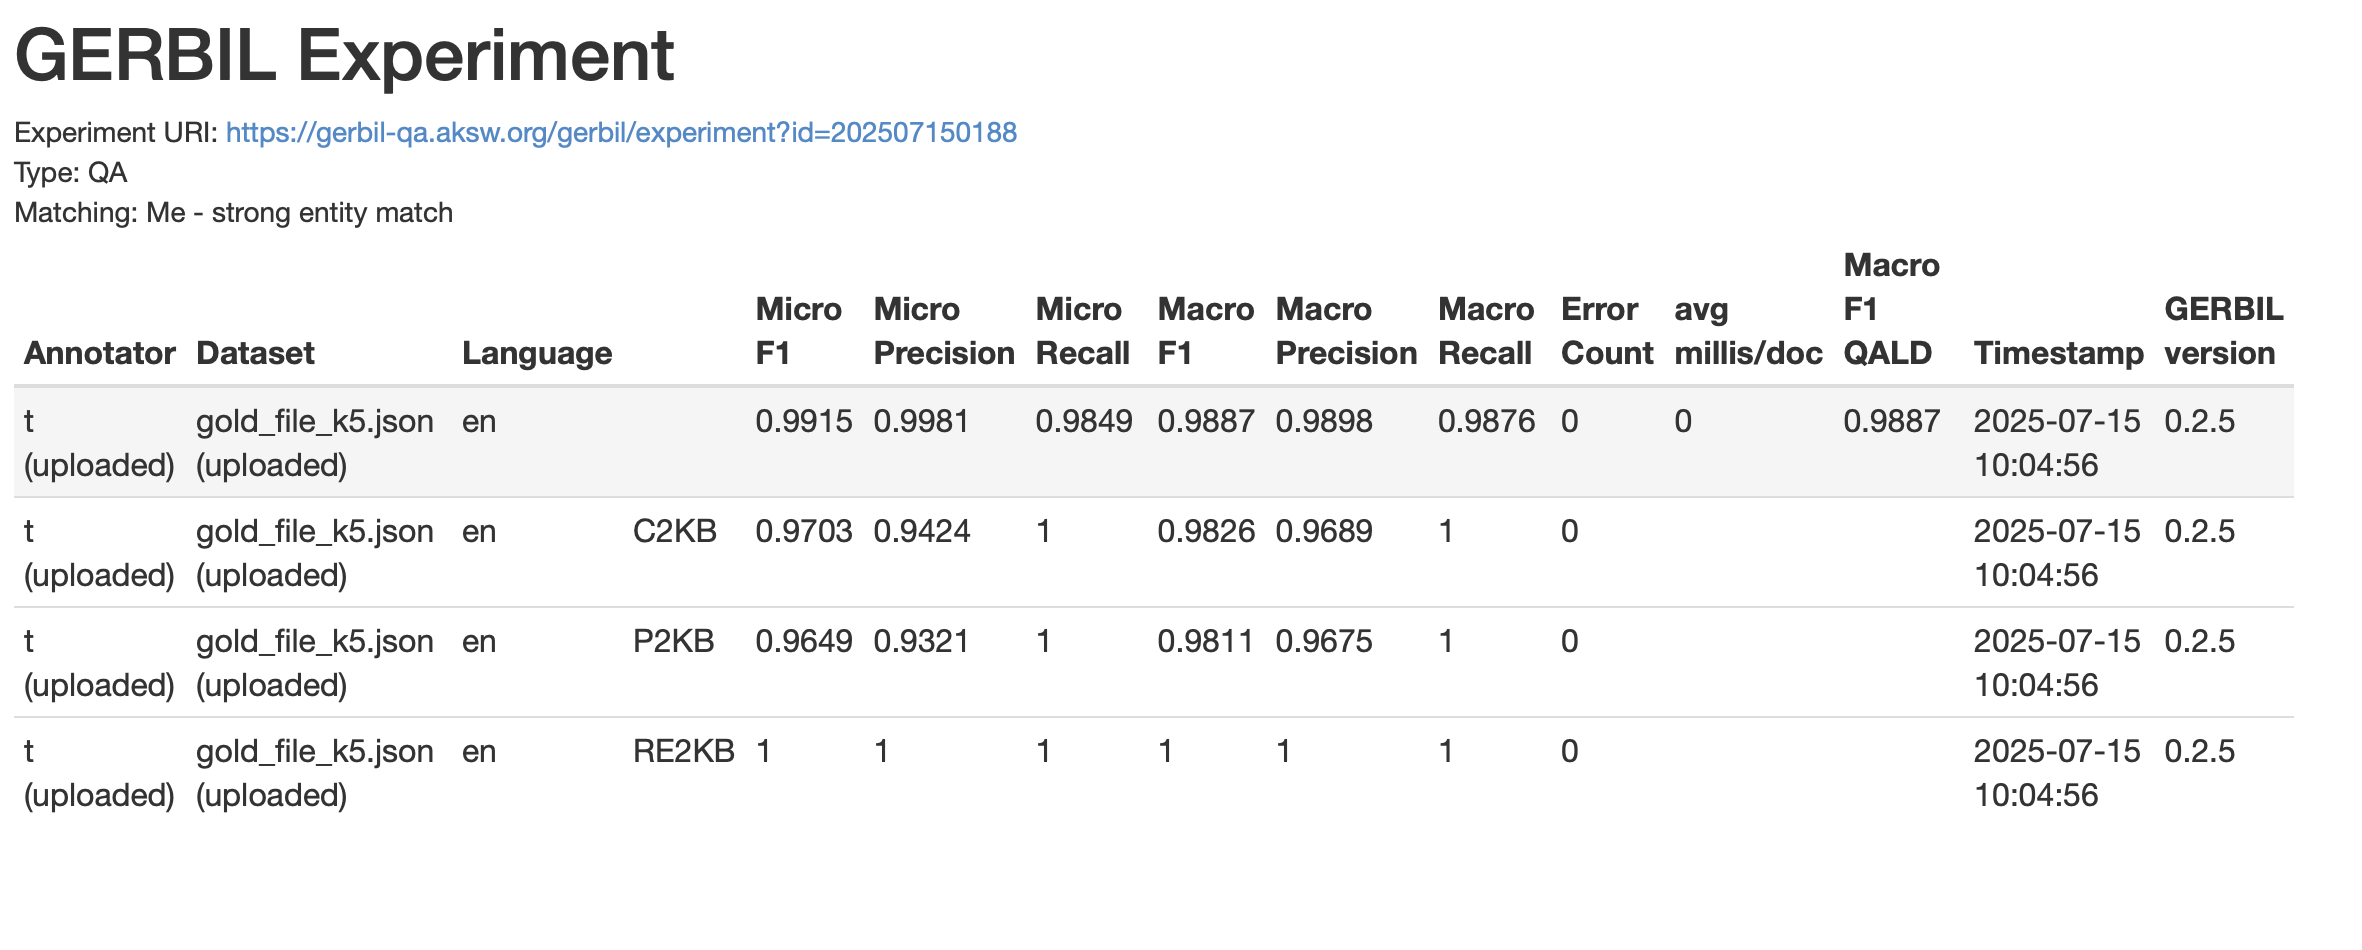 GERBIL Experiment
Experiment URI: https://gerbil-qa.aksw.org/gerbil/experiment?id=202507150188
Type: QA
Matching: Me - strong entity match
Annotator Dataset Language Micro F1 Micro Precision Micro Recall Macro F1 Macro Precision Macro Recall Error Count avg millis/doc Macro F1 QALD Timestamp GERBIL version
t (uploaded) gold_file_k5.json (uploaded) en 0.9915 0.9981 0.9849 0.9887 0.9898 0.9876 0 0 0.9887 2025-07-15 10:04:56 0.2.5
t (uploaded) gold_file_k5.json (uploaded) en C2KB 0.9703 0.9424 1 0.9826 0.9689 1 0 2025-07-15 10:04:56 0.2.5
t (uploaded) gold_file_k5.json (uploaded) en P2KB 0.9649 0.9321 1 0.9811 0.9675 1 0 2025-07-15 10:04:56 0.2.5
t (uploaded) gold_file_k5.json (uploaded) en RE2KB 1 1 1 1 1 1 0 2025-07-15 10:04:56 0.2.5